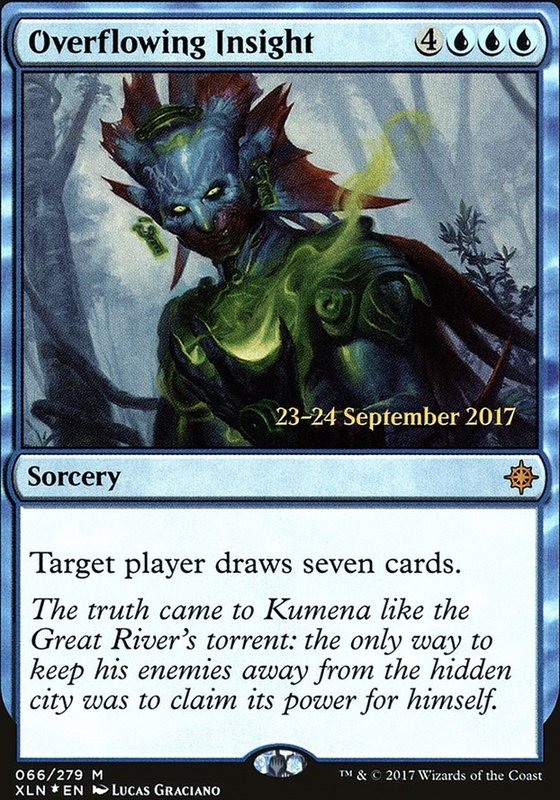 Overflowing Insight 4
23–24 September 2017
Sorcery
Target player draws seven cards.
The truth came to Kumena like the
Great River's torrent: the only way to
keep his enemies away from the hidden
city was to claim its power for himself.
066/279 M
XLN ★ EN Lucas Graciano
™ & © 2017 Wizards of the Coast